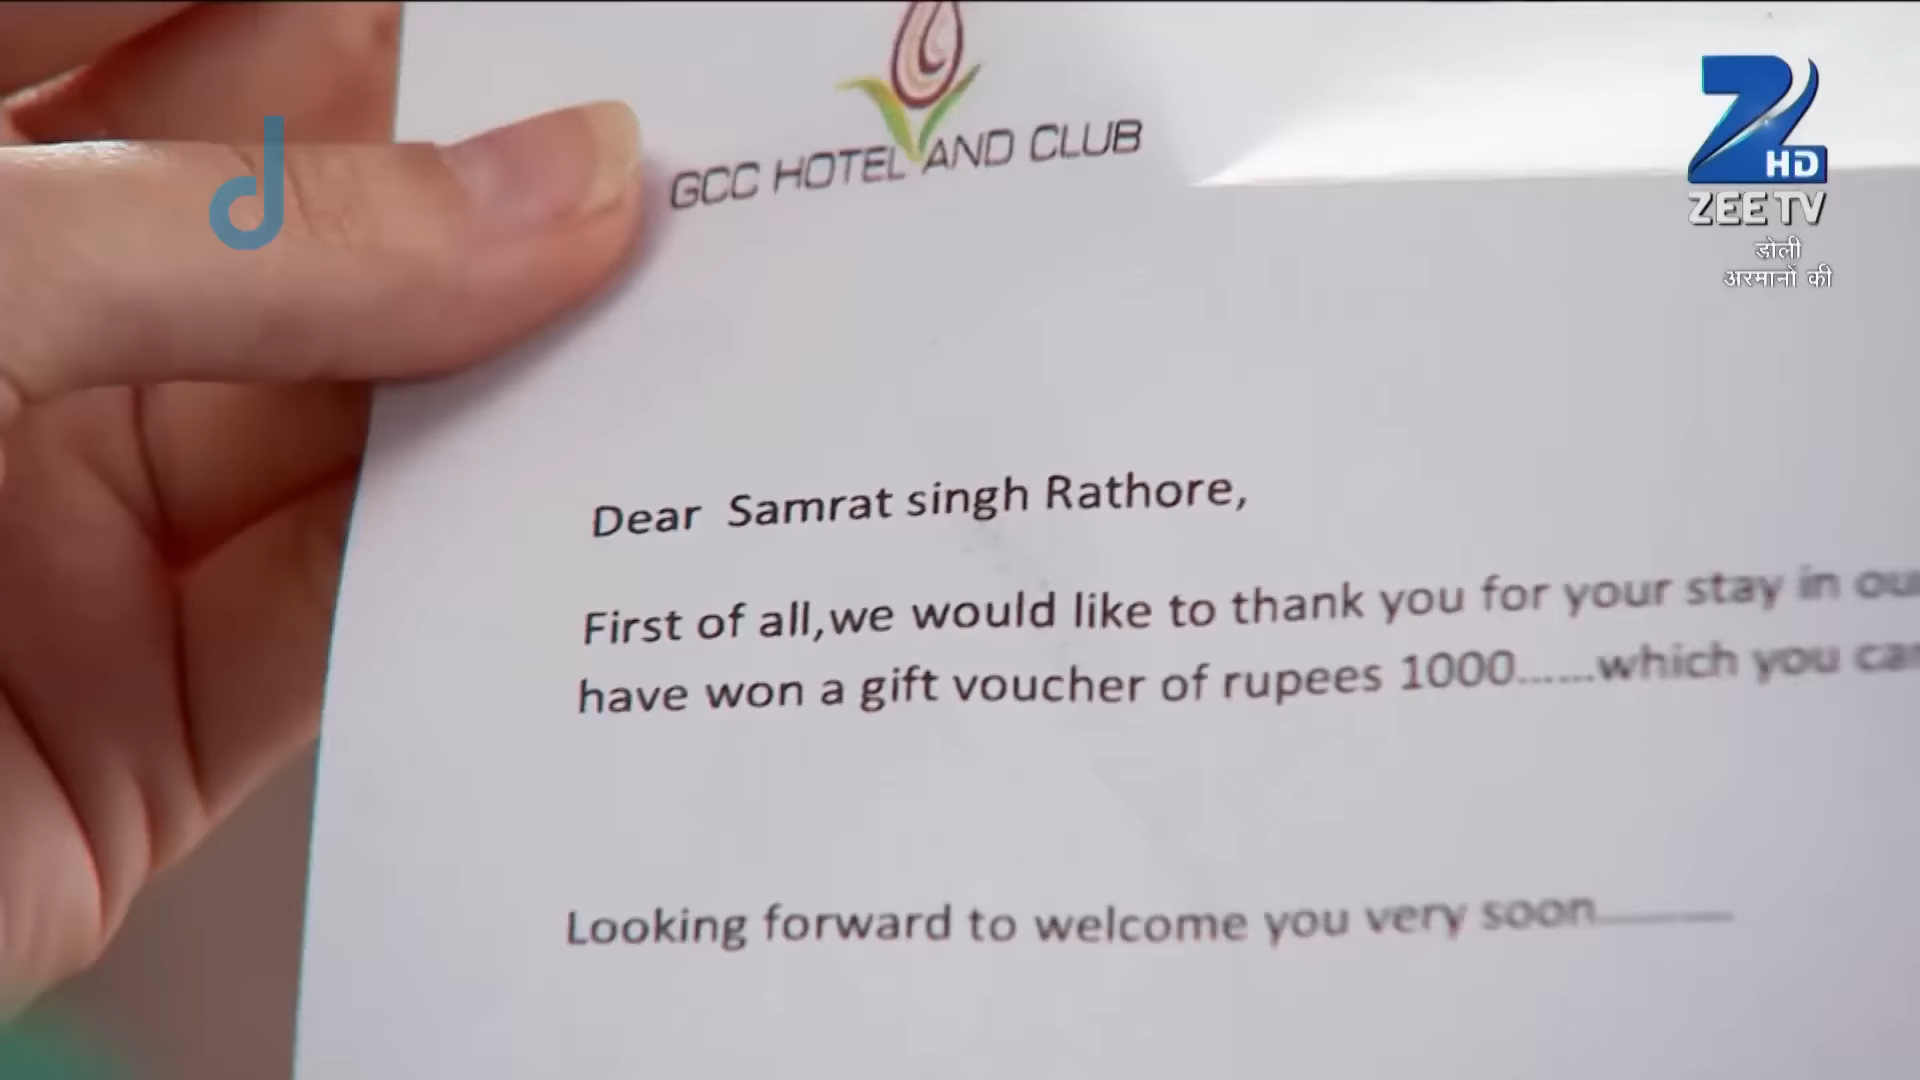 GCC HOTEL AND CLUB
Z
HD
ZEE TV
डोली
अरमानों की
d
Dear Samrat singh Rathore,
First of all,we would like to thank you for your stay in
have won a gift voucher of rupees 1000......which you
Looking forward to welcome you very soon